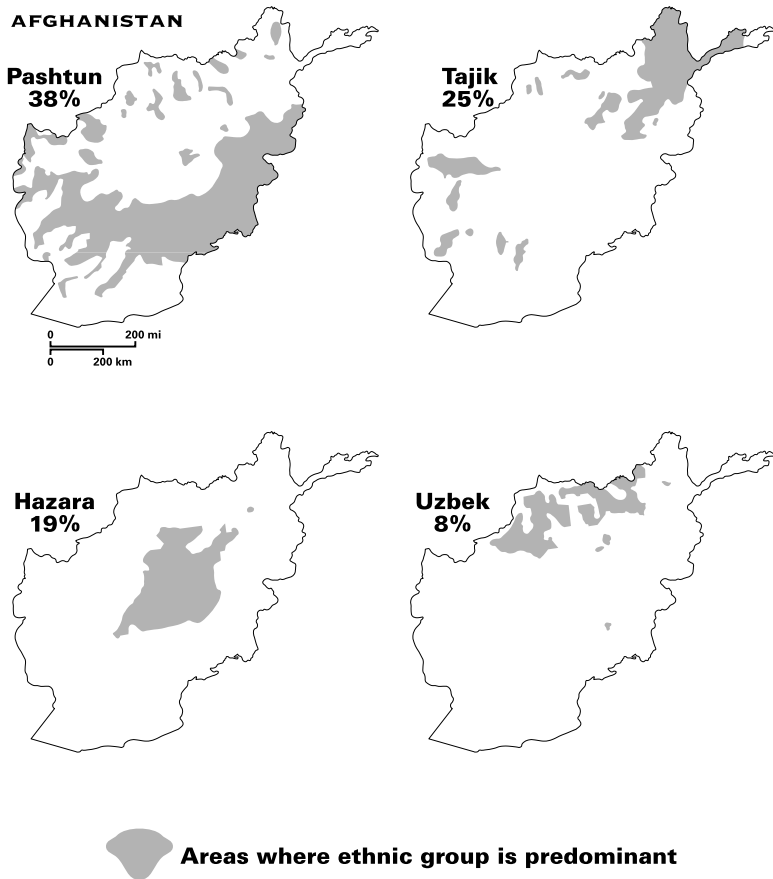 AFGHANISTAN
Pashtun
38%
Tajik
25%
0 200 mi
0 200 km
Hazara
19%
Uzbek
8%
Areas where ethnic group is predominant